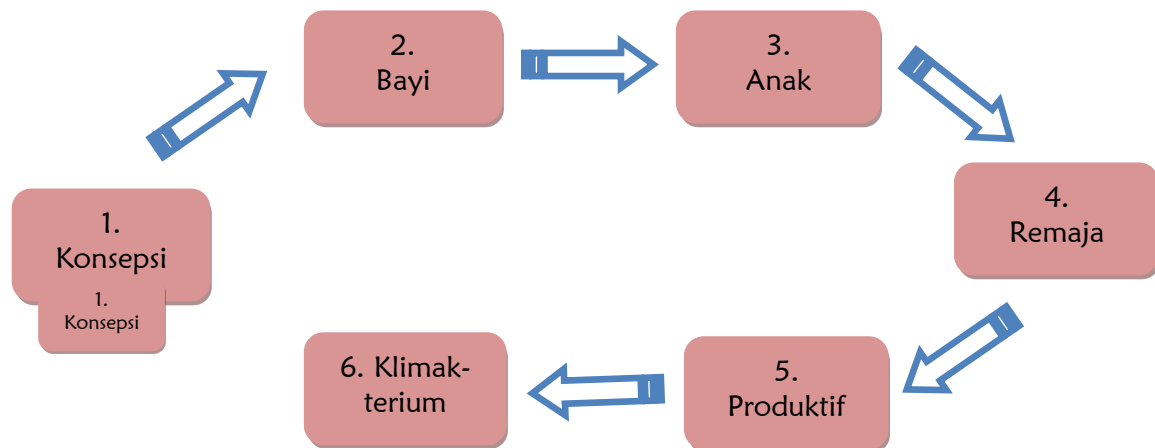 1.
Konsepsi
1.
Konsepsi
2.
Bayi
3.
Anak
4.
Remaja
5.
Produktif
6. Klimak-
terium